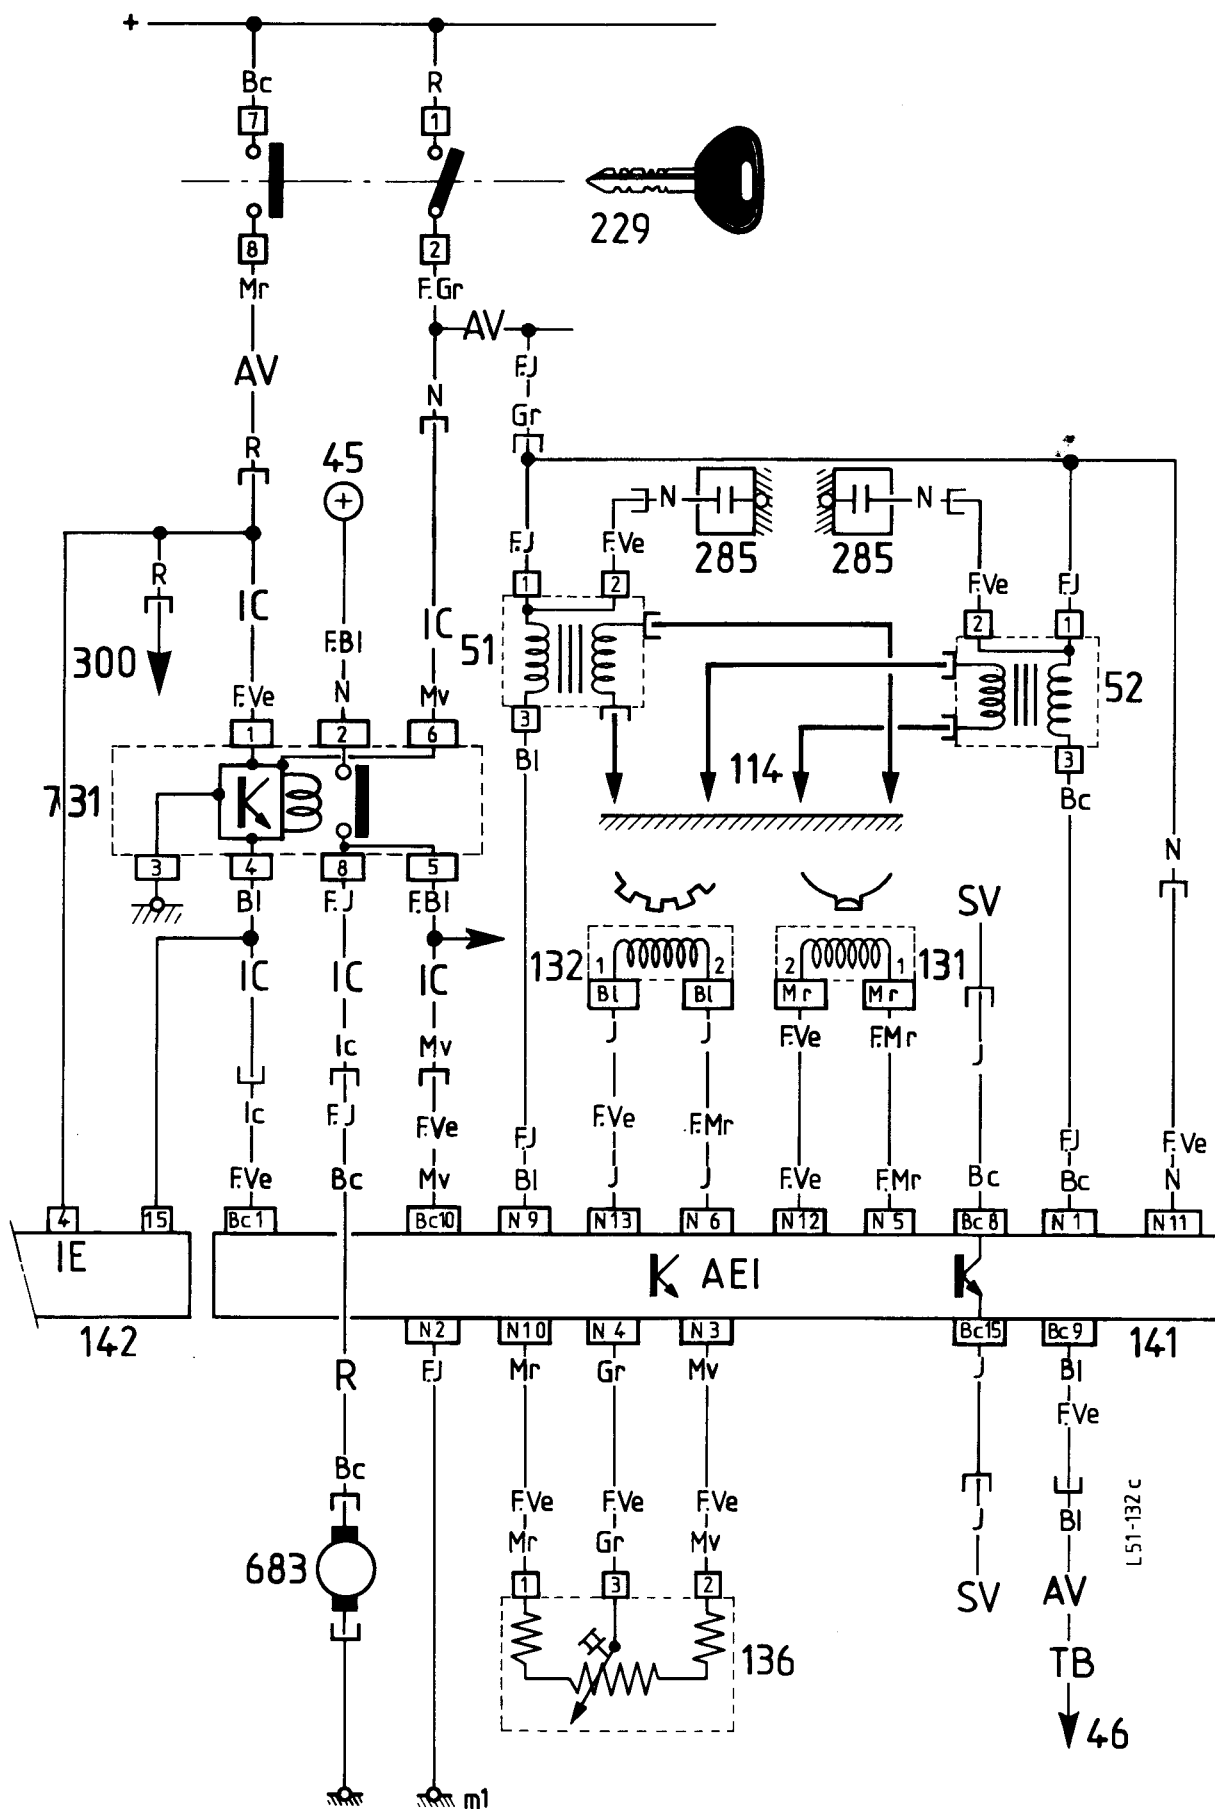 +
Bc R
7 1
229
8 2
Mr F.Gr
AV
F.J
AV
N
Gr
R 45
+
N N
285 285
F.J F.Ve
R
1 2
F.Ve F.J
IC
2 1
300
F.Bl
IC
51
52
F.Ve N Mv
1 2 6
3
Bl
114
3
Bc
731
3 4 8 5
N
Bl F.J F.Bl
SV
132 1 2
2 1 131
Bl Bl
Mr Mr
IC IC IC
J J F.Ve F.Mr
Ic Mv
J
Ic F.J F.Ve
F.J
F.Ve F.Mr
F.J
F.Ve
F.Ve Bc Mv
Bl J J F.Ve F.Mr
Bc Bc N
4 15 Bc1 Bc10 N9 N13 N6 N12 N5 Bc8 N1 N11
IE
AEI
142
N2 N10 N4 N3 Bc15 Bc9
141
R
F.J Mr Gr Mv J Bl
F.Ve
Bc
F.Ve F.Ve F.Ve
J Bl
Mr Gr Mv
L51-132c
683
1 3 2
SV AV
136
TB
46
m1